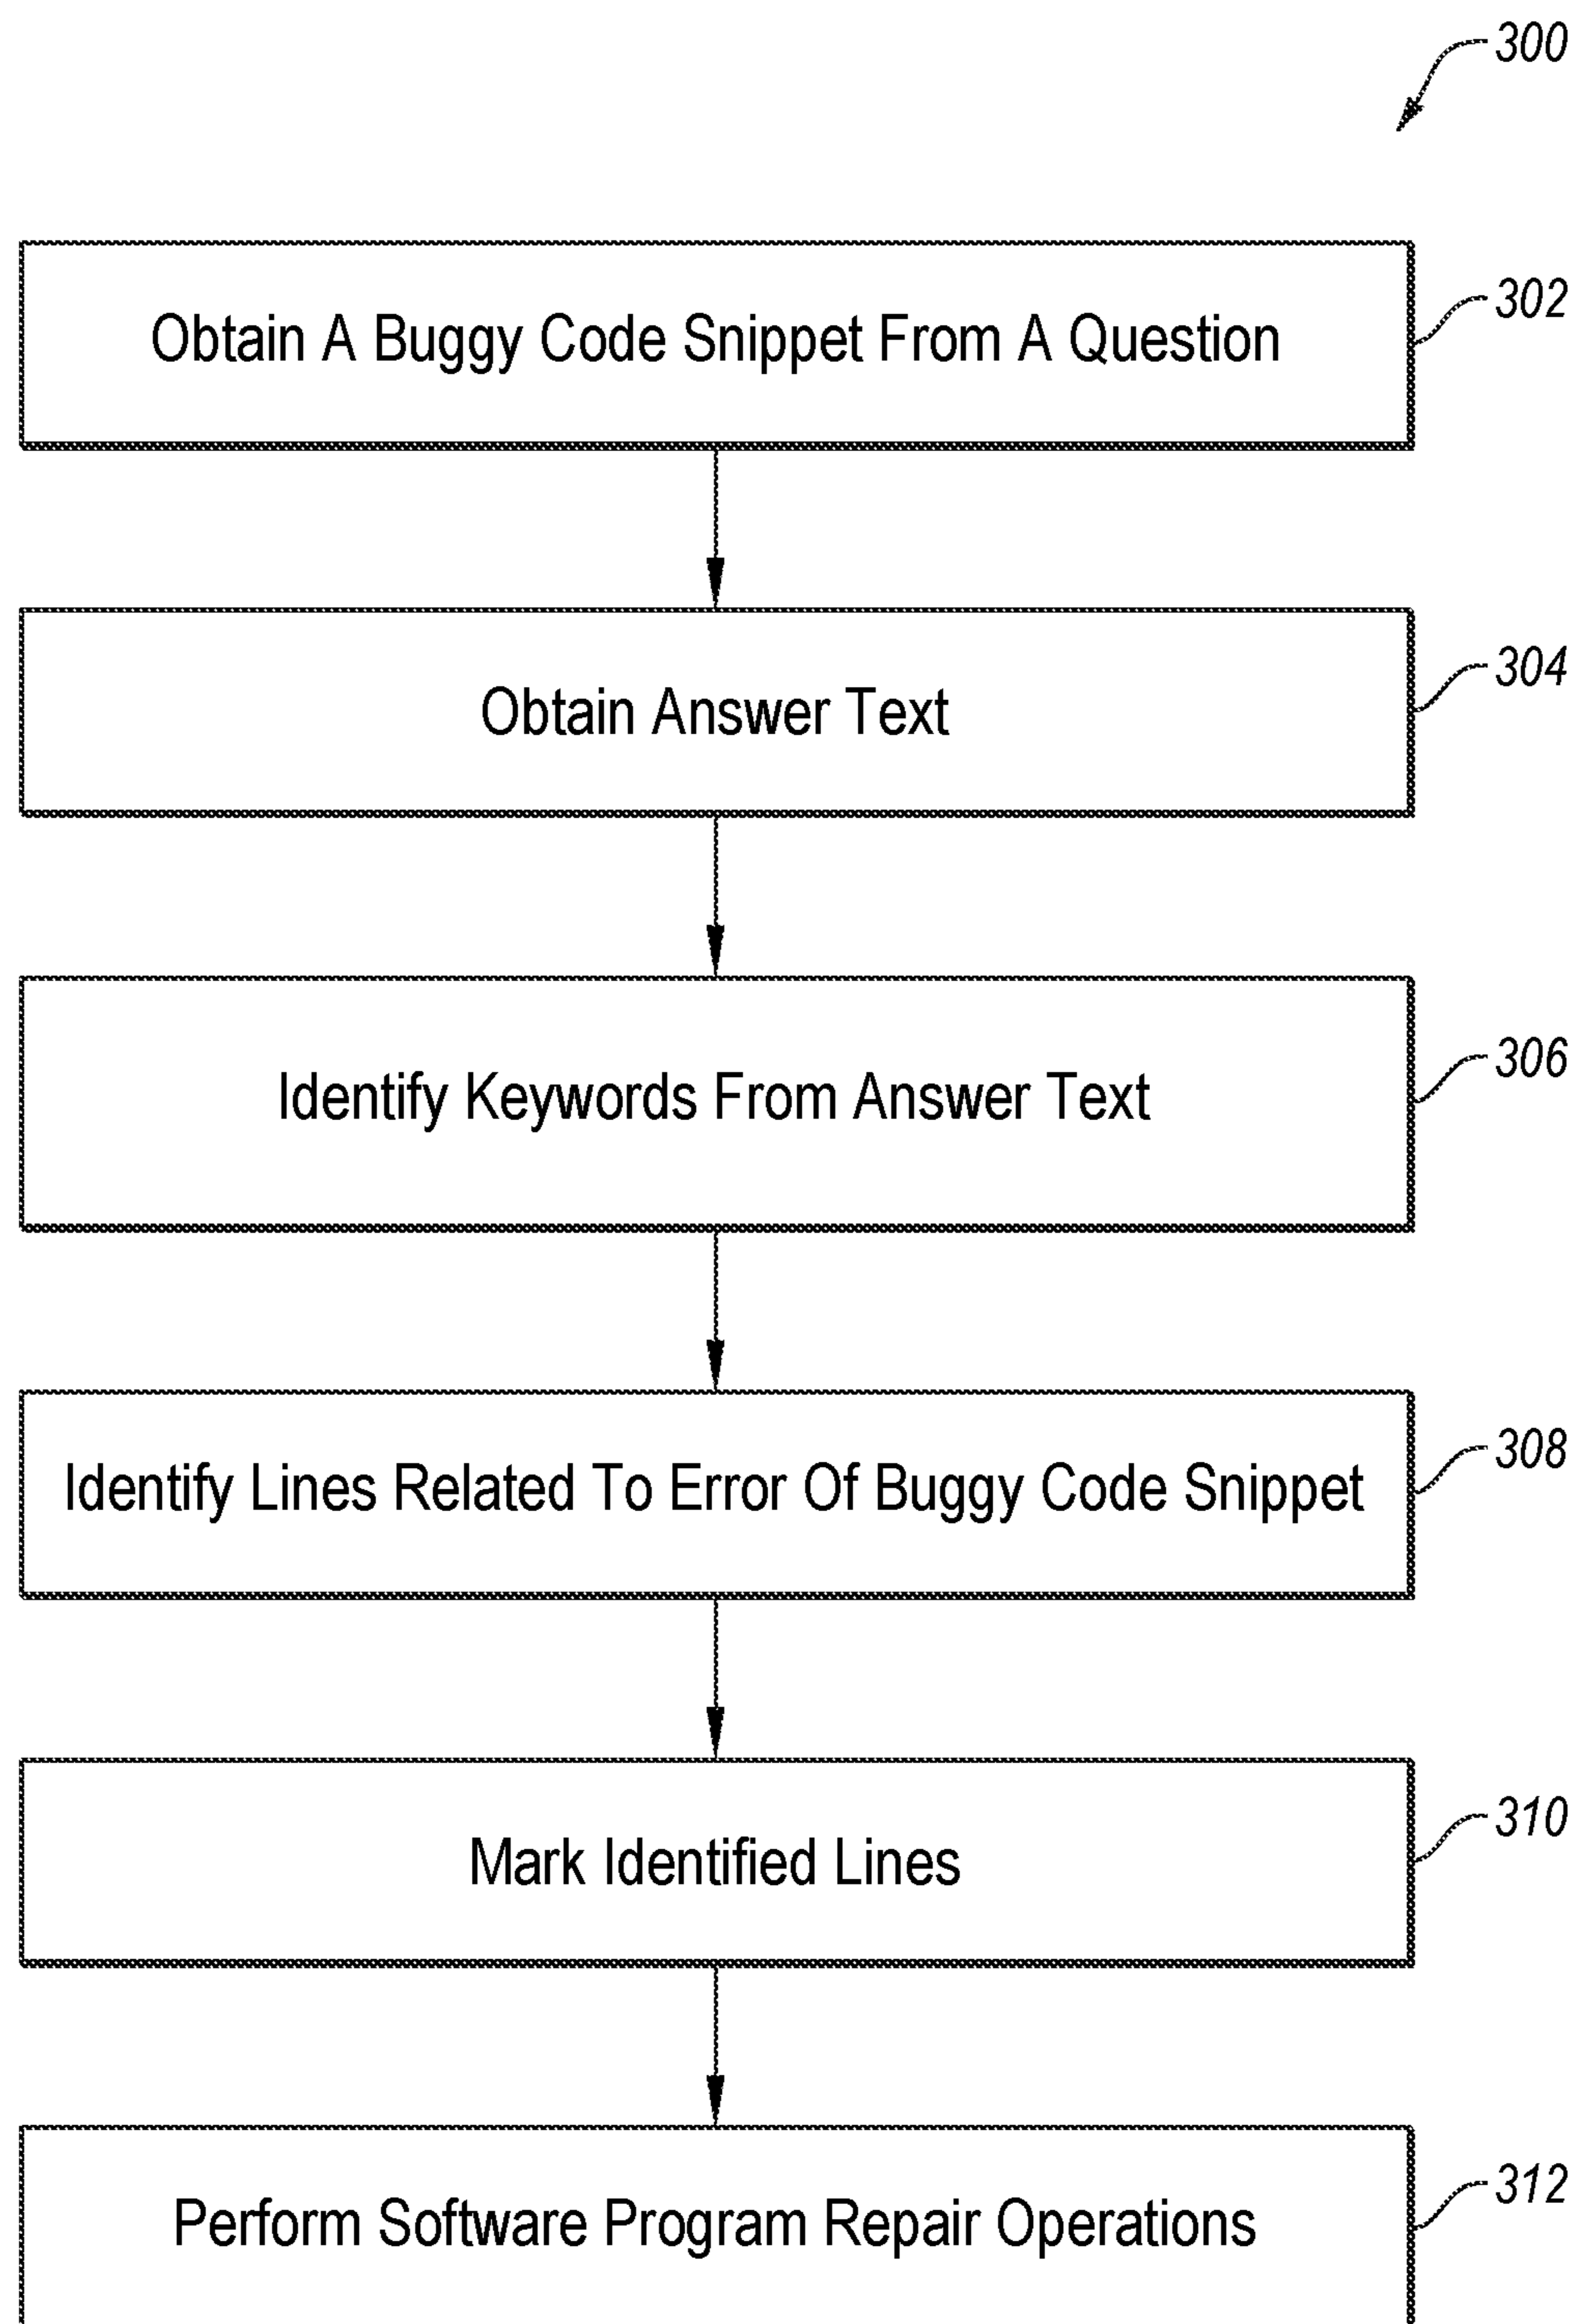 300
Obtain A Buggy Code Snippet From A Question
302
Obtain Answer Text
304
Identify Keywords From Answer Text
306
Identify Lines Related To Error Of Buggy Code Snippet
308
Mark Identified Lines
310
Perform Software Program Repair Operations
312